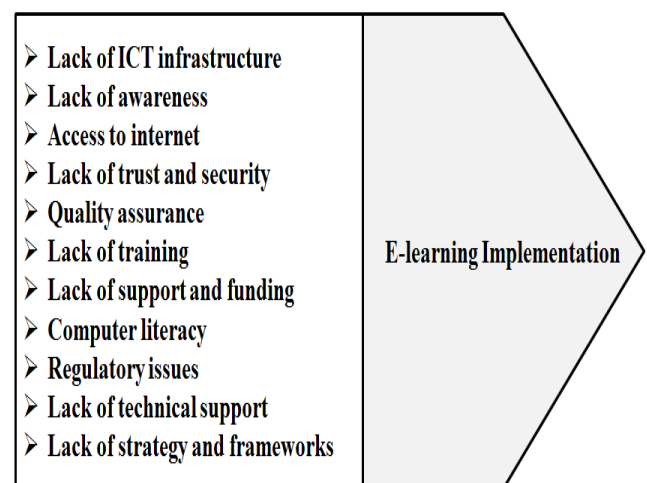 ➢ Lack of ICT infrastructure
➢ Lack of awareness
➢ Access to internet
➢ Lack of trust and security
➢ Quality assurance
➢ Lack of training
➢ Lack of support and funding
➢ Computer literacy
➢ Regulatory issues
➢ Lack of technical support
➢ Lack of strategy and frameworks
E-learning Implementation